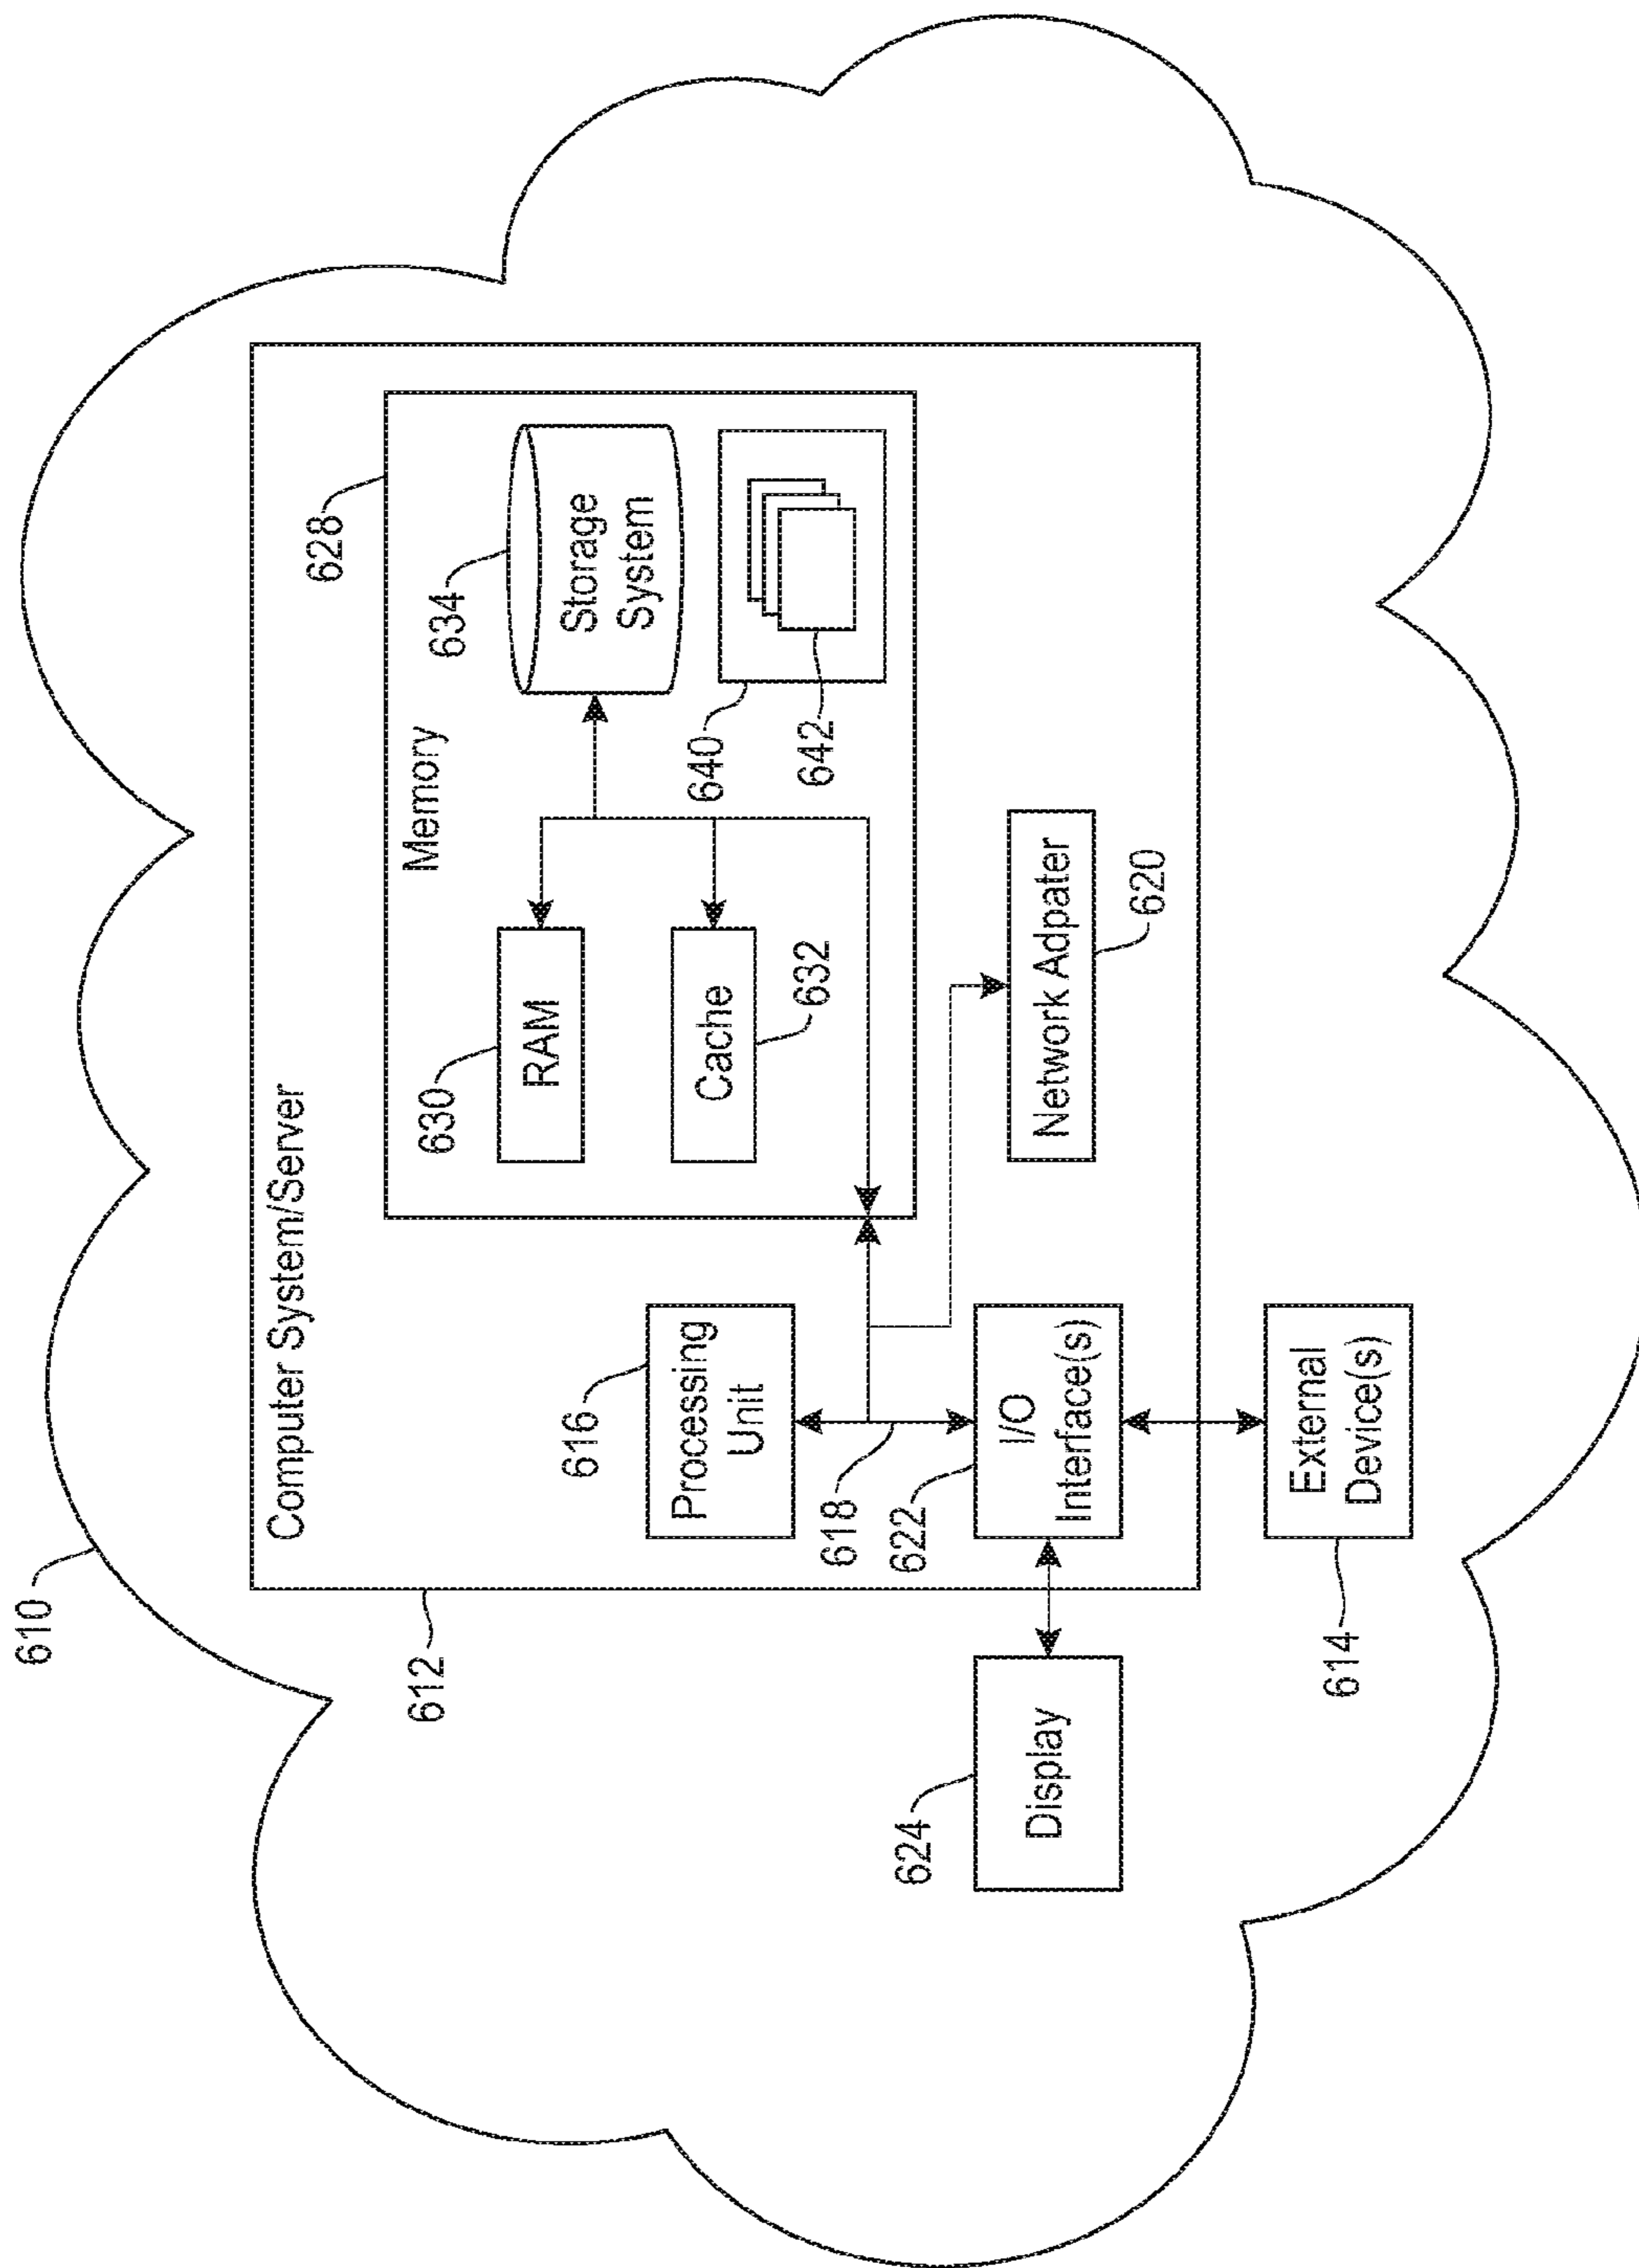 610
612
Computer System/Server
628
Memory
634
Storage
System
630
RAM
632
Cache
640
642
616
Processing
Unit
618
622
I/O
Interface(s)
Network Adpater
620
624
Display
External
Device(s)
614